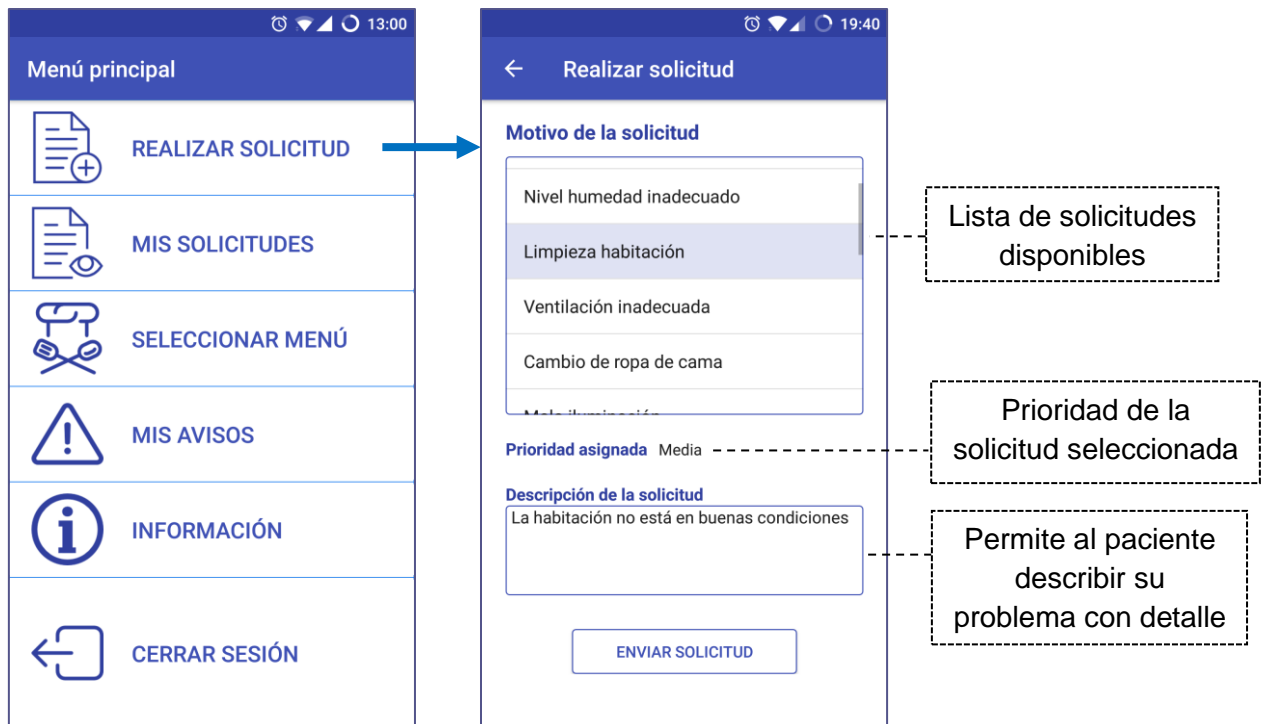 13:00
Menú principal
REALIZAR SOLICITUD
MIS SOLICITUDES
SELECCIONAR MENÚ
MIS AVISOS
INFORMACIÓN
CERRAR SESIÓN
19:40
Realizar solicitud
Motivo de la solicitud
Nivel humedad inadecuado
Limpieza habitación
Ventilación inadecuada
Cambio de ropa de cama
Prioridad asignada Media
Descripción de la solicitud
La habitación no está en buenas condiciones
ENVIAR SOLICITUD
Lista de solicitudes
disponibles
Prioridad de la
solicitud seleccionada
Permite al paciente
describir su
problema con detalle